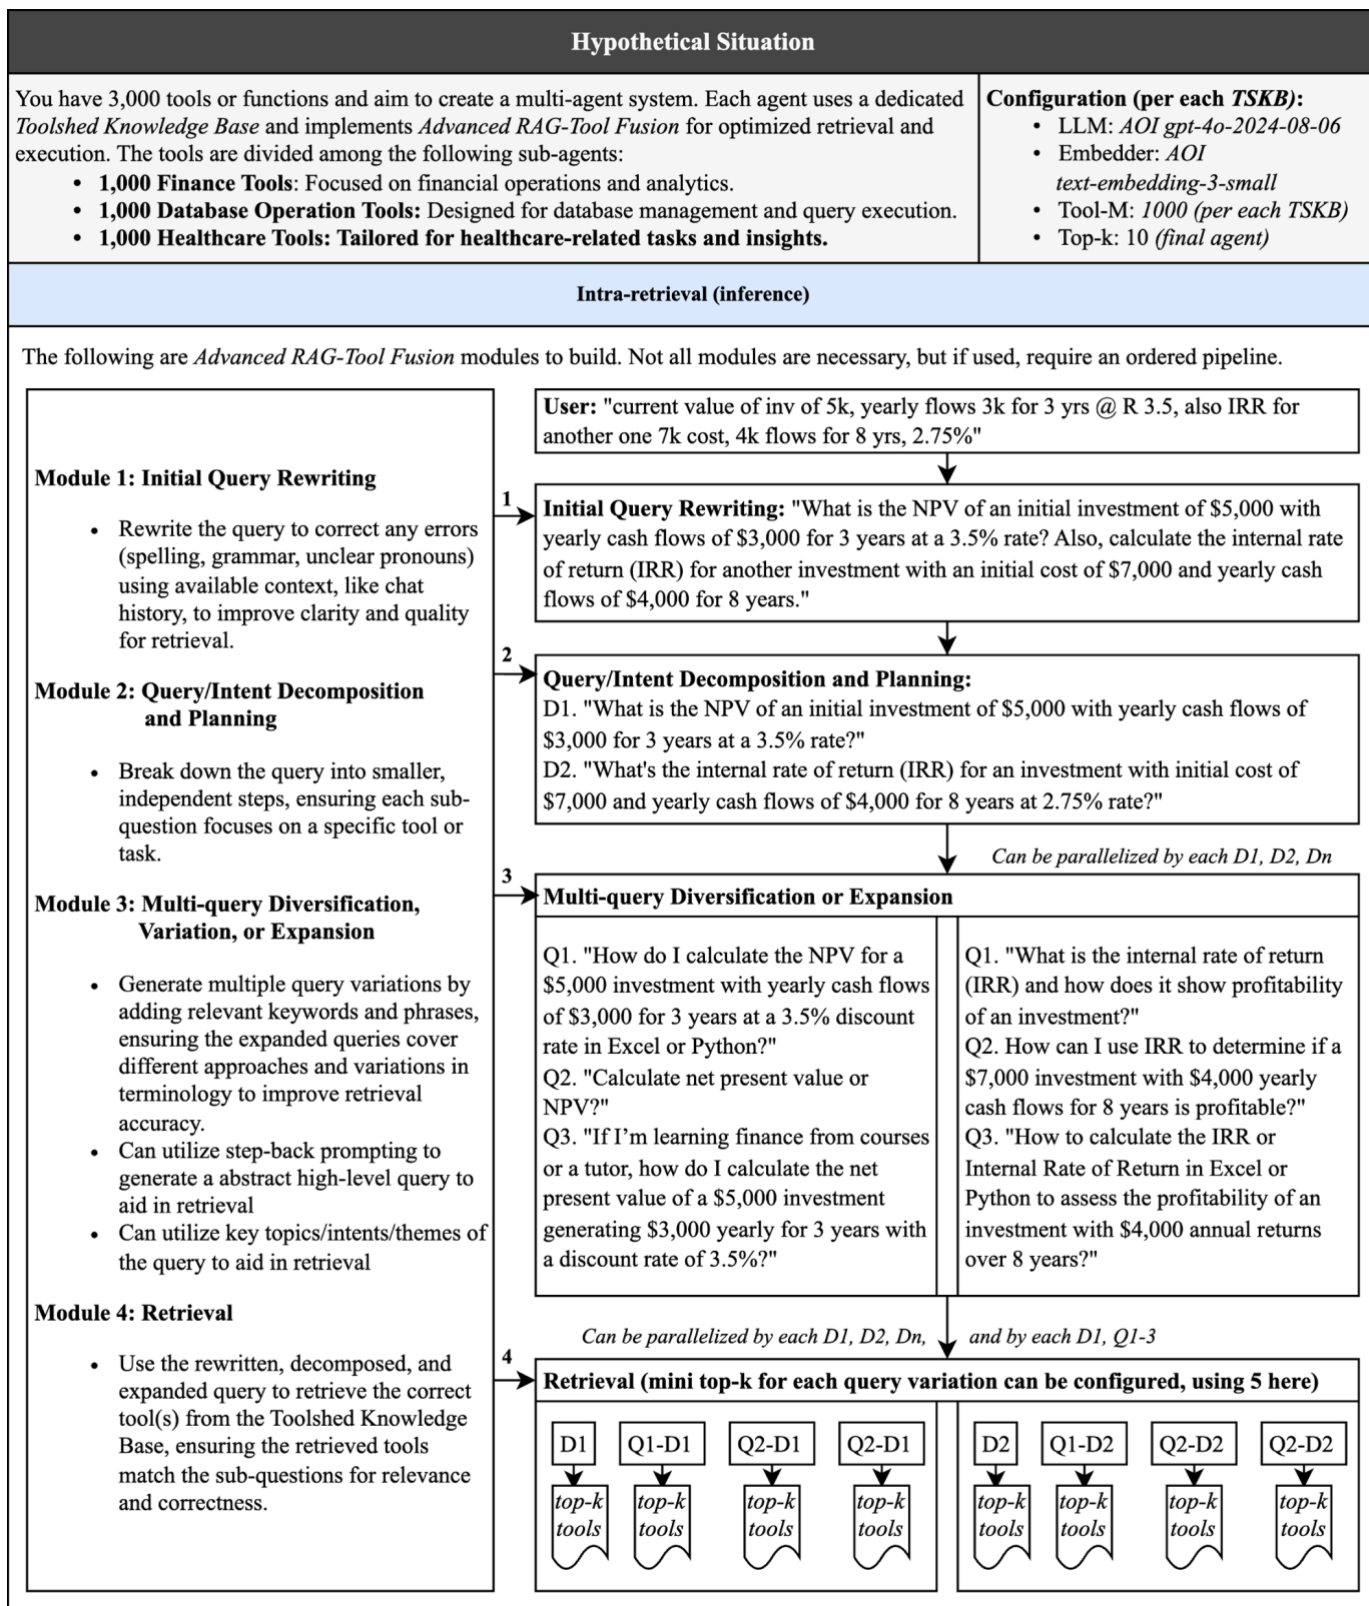 Hypothetical Situation
You have 3,000 tools or functions and aim to create a multi-agent system. Each agent uses a dedicated
Toolshed Knowledge Base and implements Advanced RAG-Tool Fusion for optimized retrieval and
execution. The tools are divided among the following sub-agents:
• 1,000 Finance Tools: Focused on financial operations and analytics.
• 1,000 Database Operation Tools: Designed for database management and query execution.
• 1,000 Healthcare Tools: Tailored for healthcare-related tasks and insights.
Configuration (per each TSKB):
• LLM: AOI gpt-4o-2024-08-06
• Embedder: AOI
text-embedding-3-small
• Tool-M: 1000 (per each TSKB)
• Top-k: 10 (final agent)
Intra-retrieval (inference)
The following are Advanced RAG-Tool Fusion modules to build. Not all modules are necessary, but if used, require an ordered pipeline.
Module 1: Initial Query Rewriting
• Rewrite the query to correct any errors
(spelling, grammar, unclear pronouns)
using available context, like chat
history, to improve clarity and quality
for retrieval.
Module 2: Query/Intent Decomposition
and Planning
• Break down the query into smaller,
independent steps, ensuring each sub-
question focuses on a specific tool or
task.
Module 3: Multi-query Diversification,
Variation, or Expansion
• Generate multiple query variations by
adding relevant keywords and phrases,
ensuring the expanded queries cover
different approaches and variations in
terminology to improve retrieval
accuracy.
• Can utilize step-back prompting to
generate a abstract high-level query to
aid in retrieval
• Can utilize key topics/intents/themes of
the query to aid in retrieval
Module 4: Retrieval
• Use the rewritten, decomposed, and
expanded query to retrieve the correct
tool(s) from the Toolshed Knowledge
Base, ensuring the retrieved tools
match the sub-questions for relevance
and correctness.
User: "current value of inv of 5k, yearly flows 3k for 3 yrs @ R 3.5, also IRR for
another one 7k cost, 4k flows for 8 yrs, 2.75%"
1
Initial Query Rewriting: "What is the NPV of an initial investment of $5,000 with
yearly cash flows of $3,000 for 3 years at a 3.5% rate? Also, calculate the internal rate
of return (IRR) for another investment with an initial cost of $7,000 and yearly cash
flows of $4,000 for 8 years."
2
Query/Intent Decomposition and Planning:
D1. "What is the NPV of an initial investment of $5,000 with yearly cash flows of
$3,000 for 3 years at a 3.5% rate?"
D2. "What's the internal rate of return (IRR) for an investment with initial cost of
$7,000 and yearly cash flows of $4,000 for 8 years at 2.75% rate?"
Can be parallelized by each D1, D2, Dn
3
Multi-query Diversification or Expansion
Q1. "How do I calculate the NPV for a
$5,000 investment with yearly cash flows
of $3,000 for 3 years at a 3.5% discount
rate in Excel or Python?"
Q2. "Calculate net present value or
NPV?"
Q3. "If I'm learning finance from courses
or a tutor, how do I calculate the net
present value of a $5,000 investment
generating $3,000 yearly for 3 years with
a discount rate of 3.5%?"
Q1. "What is the internal rate of return
(IRR) and how does it show profitability
of an investment?"
Q2. How can I use IRR to determine if a
$7,000 investment with $4,000 yearly
cash flows for 8 years is profitable?"
Q3. "How to calculate the IRR or
Internal Rate of Return in Excel or
Python to assess the profitability of an
investment with $4,000 annual returns
over 8 years?"
Can be parallelized by each D1, D2, Dn, and by each D1, Q1-3
4
Retrieval (mini top-k for each query variation can be configured, using 5 here)
D1 Q1-D1 Q2-D1 Q2-D1 D2 Q1-D2 Q2-D2 Q2-D2
top-k top-k top-k top-k top-k top-k top-k top-k
tools tools tools tools tools tools tools tools